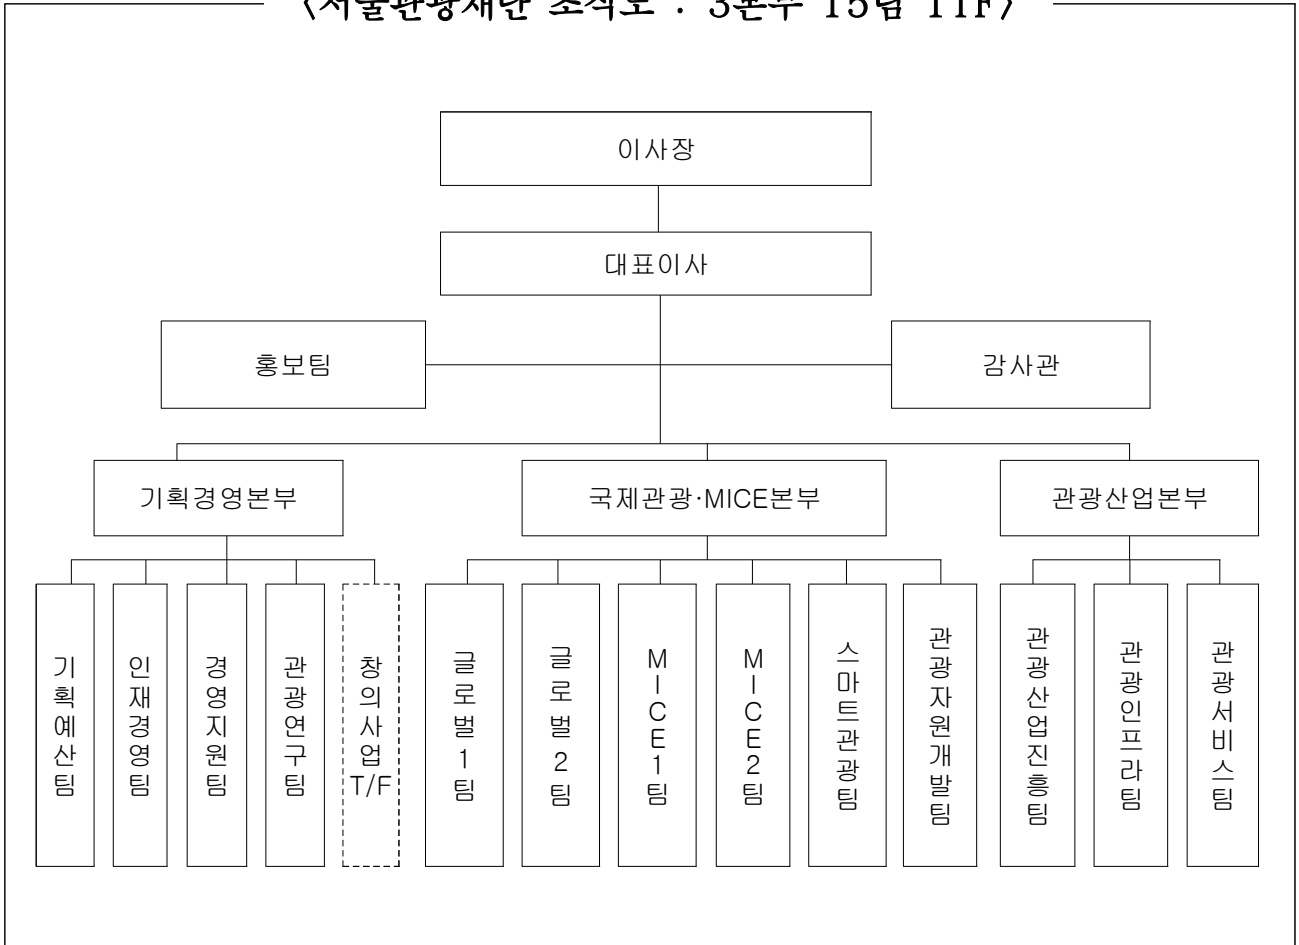 〈서울관광재단 조직도 : 3본부 15팀 1TF〉
이사장
대표이사
홍보팀
감사관
기획경영본부
국제관광·MICE본부
관광산업본부
기획예산팀
인재경영팀
경영지원팀
관광연구팀
창의사업T/F
글로벌1팀
글로벌2팀
MICE1팀
MICE2팀
스마트관광팀
관광자원개발팀
관광산업진흥팀
관광인프라팀
관광서비스팀